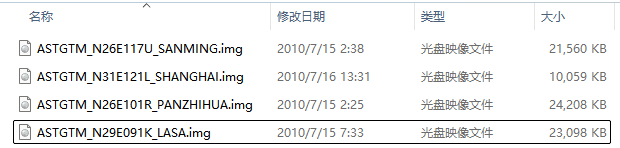 名称 修改日期 类型 大小
ASTGTM_N26E117U_SANMING.img 2010/7/15 2:38 光盘映像文件 21,560 KB
ASTGTM_N31E121L_SHANGHAI.img 2010/7/16 13:31 光盘映像文件 10,059 KB
ASTGTM_N26E101R_PANZHIHUA.img 2010/7/15 2:25 光盘映像文件 24,208 KB
ASTGTM_N29E091K_LASA.img 2010/7/15 7:33 光盘映像文件 23,098 KB